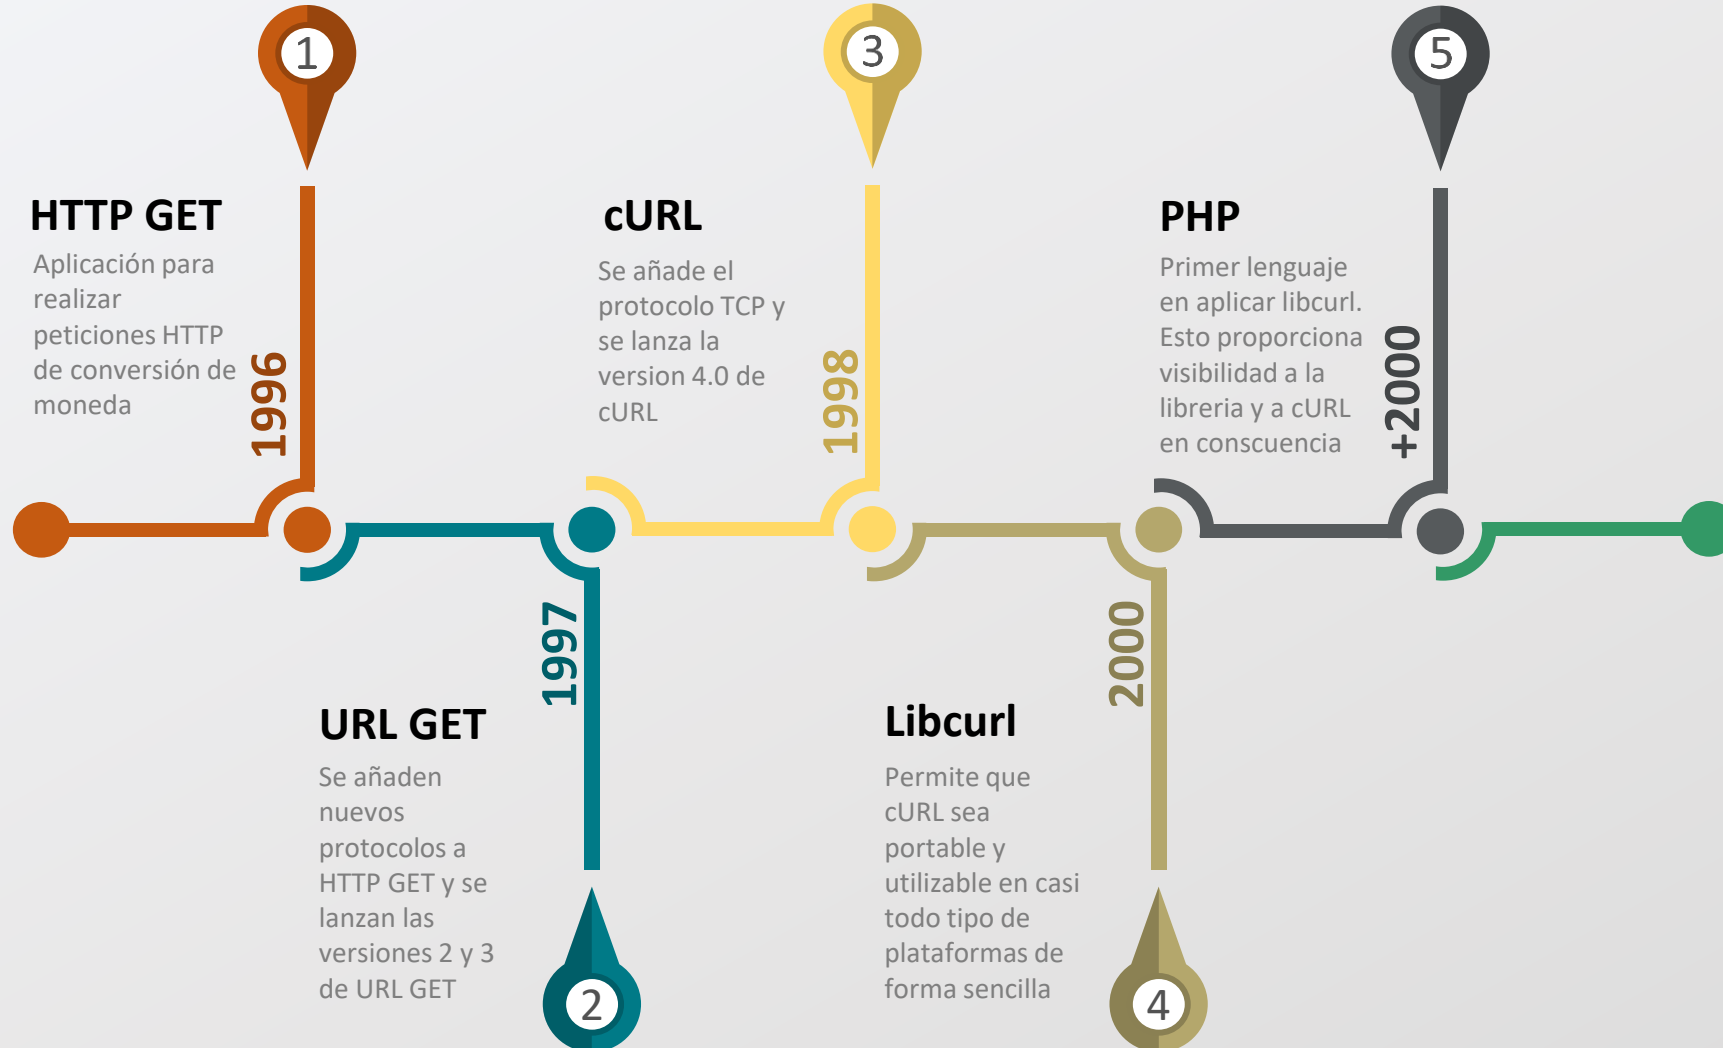 1
HTTP GET
Aplicación para
realizar
peticiones HTTP
de conversión de
moneda
1996
2
URL GET
Se añaden
nuevos
protocolos a
HTTP GET y se
lanzan las
versiones 2 y 3
de URL GET
1997
3
cURL
Se añade el
protocolo TCP y
se lanza la
version 4.0 de
cURL
1998
4
Libcurl
Permite que
cURL sea
portable y
utilizable en casi
todo tipo de
plataformas de
forma sencilla
2000
5
PHP
Primer lenguaje
en aplicar libcurl.
Esto proporciona
visibilidad a la
libreria y a cURL
en conscuencia
+2000